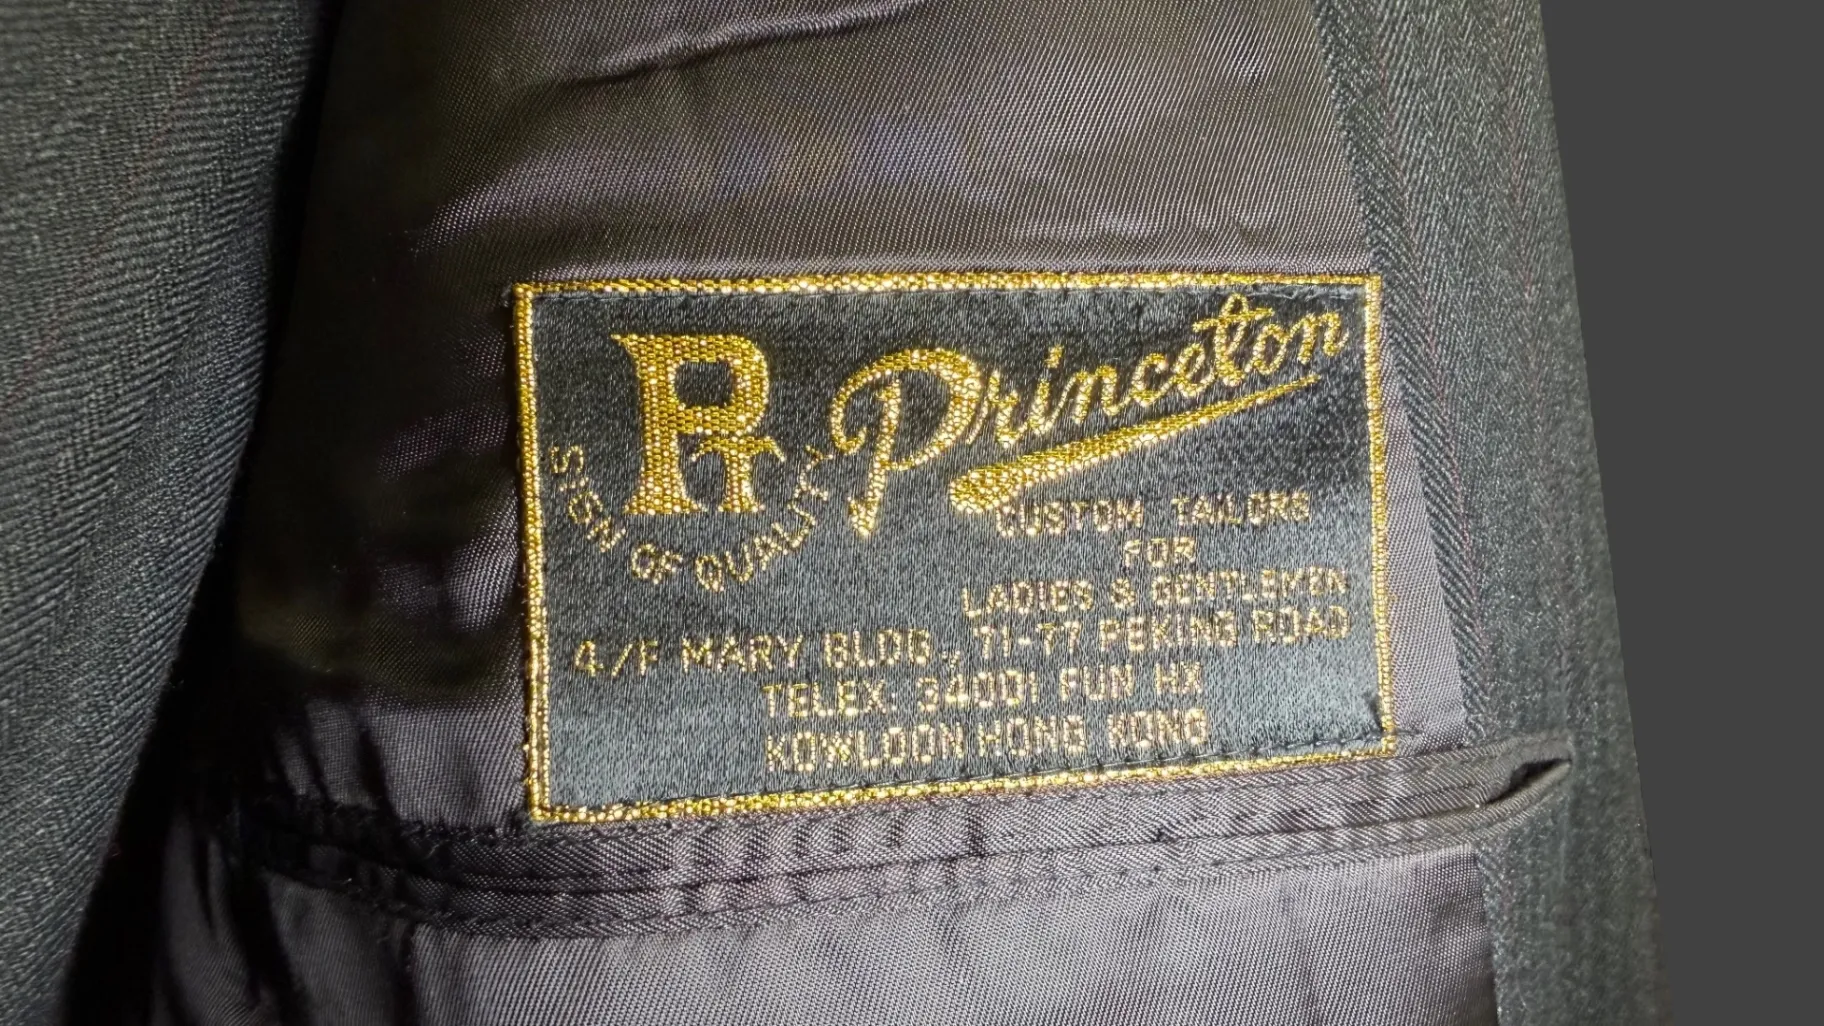 PT
SIGN OF QUALITY
Princeton
CUSTOM TAILORS
FOR
LADIES & GENTLEMEN
4/F MARY BLDG., 71-77 PEKING ROAD
TELEX. 34001 FUN HX
KOWLOON HONG KONG